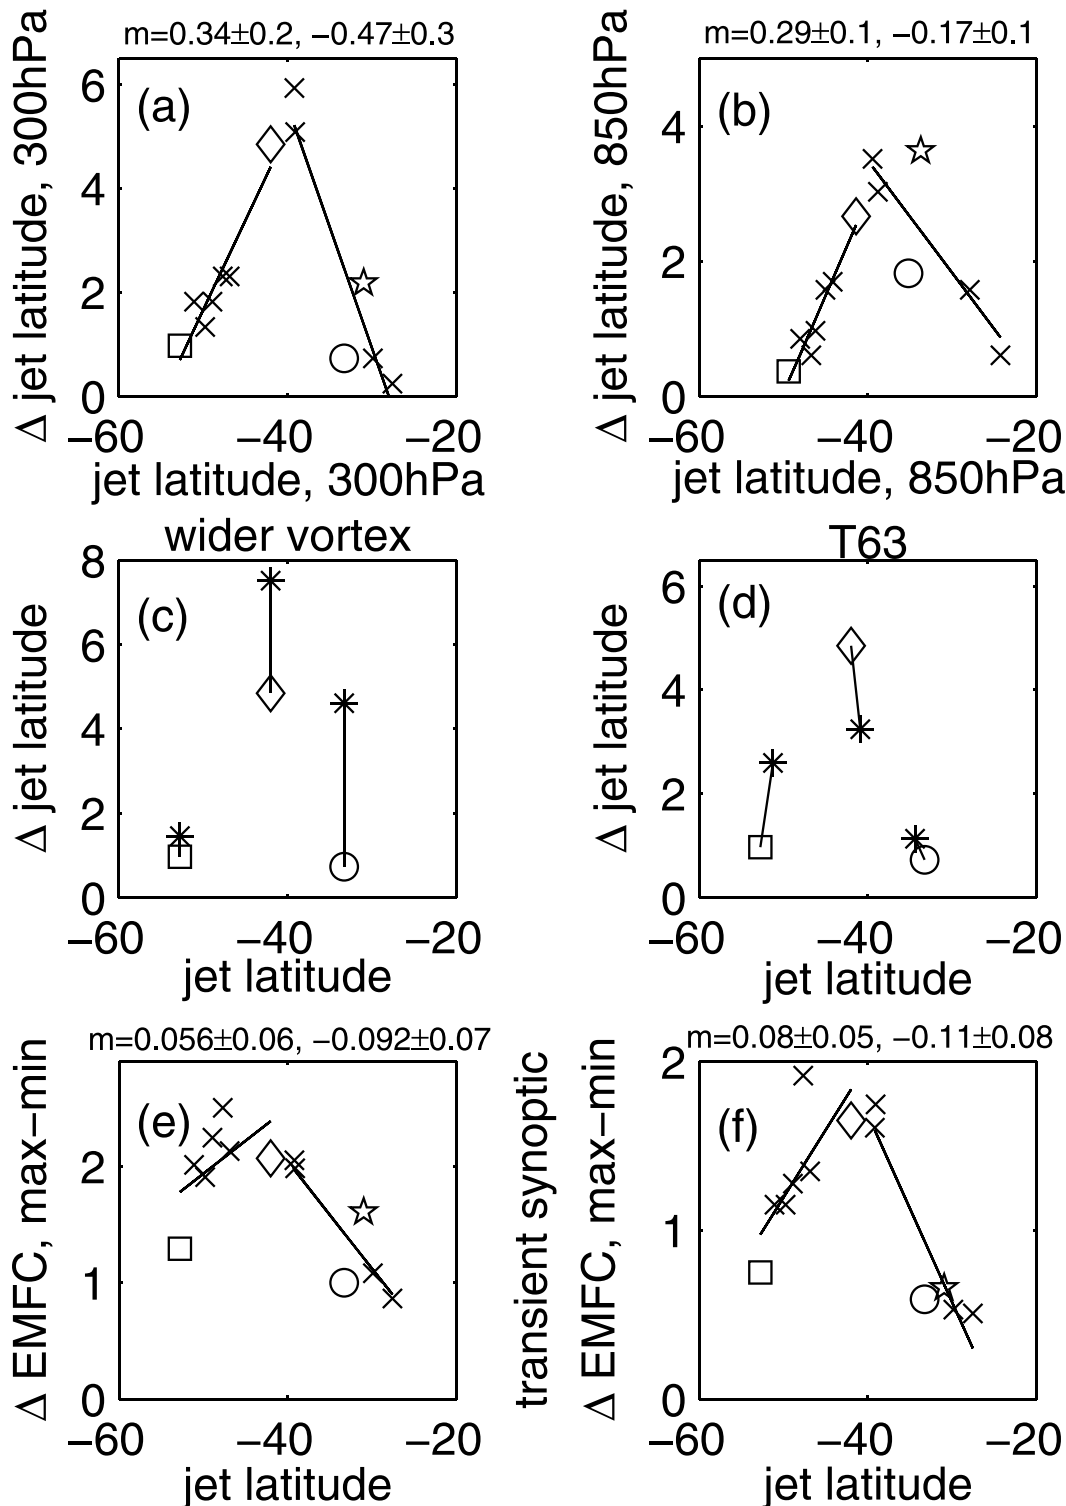 m=0.34±0.2, −0.47±0.3
(a)
Δ jet latitude, 300hPa
6
4
2
0
−60 −40 −20
jet latitude, 300hPa
m=0.29±0.1, −0.17±0.1
(b)
Δ jet latitude, 850hPa
4
2
0
−60 −40 −20
jet latitude, 850hPa
wider vortex
(c)
Δ jet latitude
8
6
4
2
0
−60 −40 −20
jet latitude
T63
(d)
Δ jet latitude
6
4
2
0
−60 −40 −20
jet latitude
m=0.056±0.06, −0.092±0.07
(e)
Δ EMFC, max−min
2
1
0
−60 −40 −20
jet latitude
m=0.08±0.05, −0.11±0.08
(f)
transient synoptic
Δ EMFC, max−min
2
1
0
−60 −40 −20
jet latitude